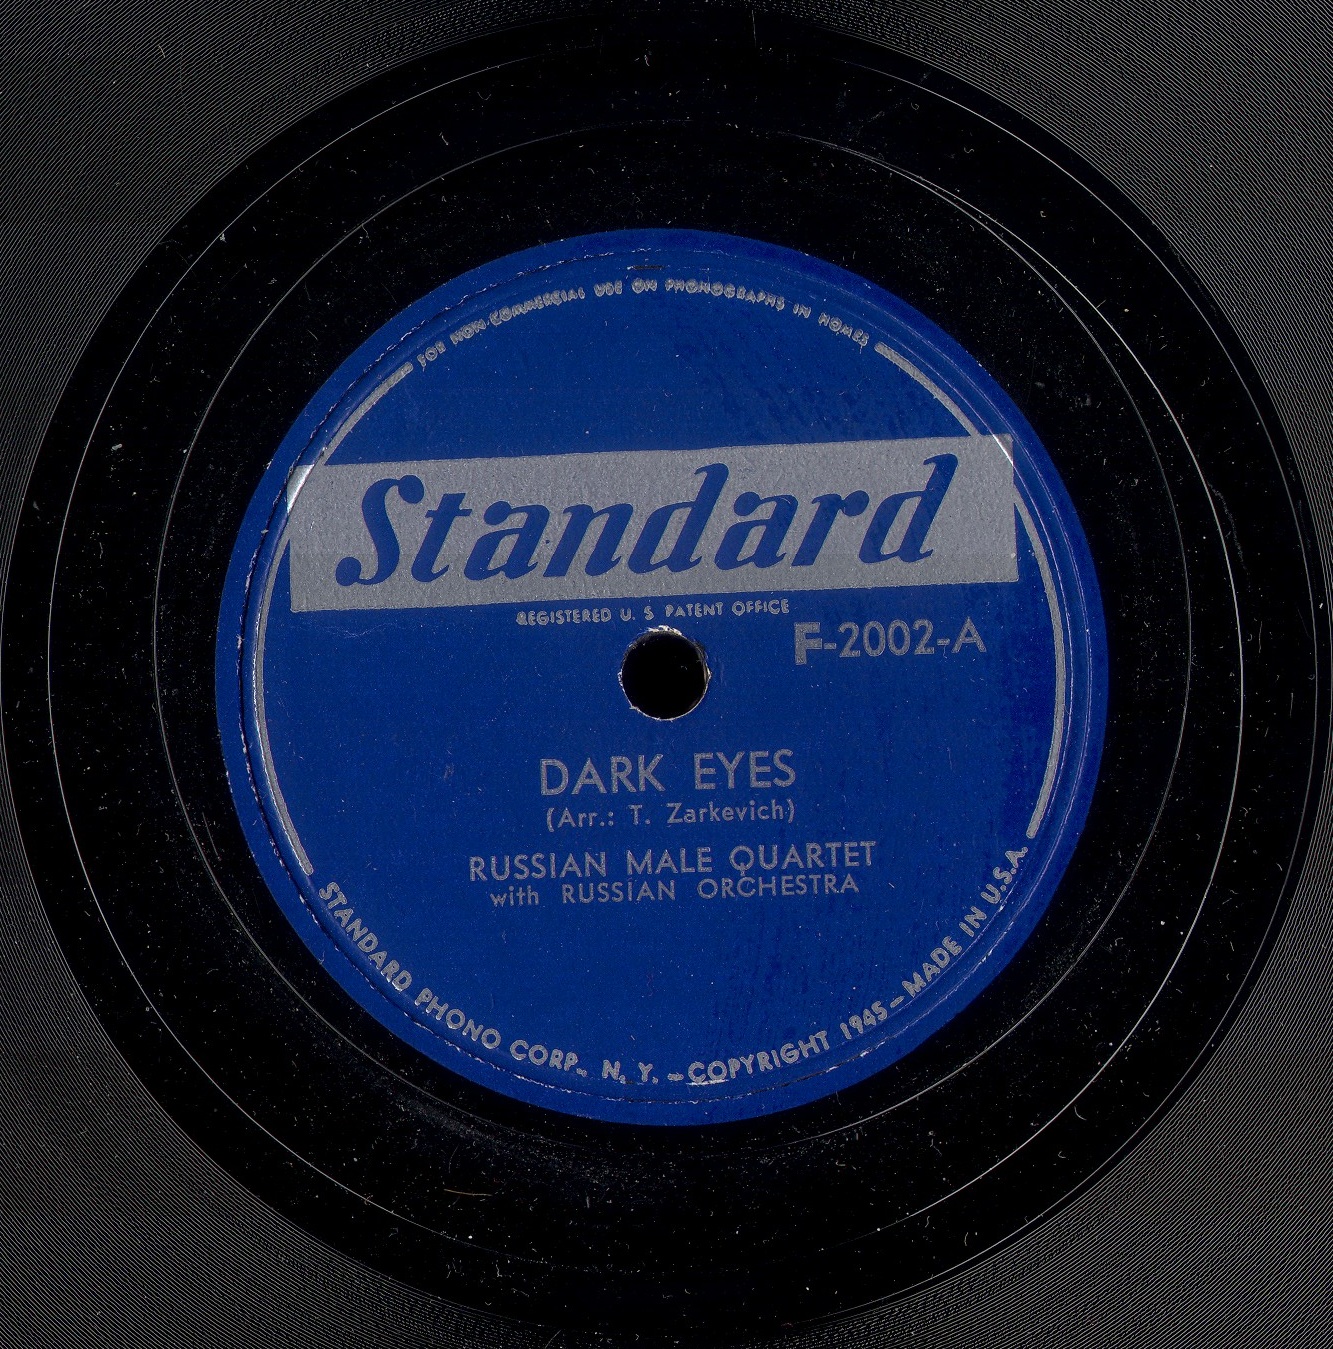 FOR NON-COMMERCIAL USE ON PHONOGRAPHS IN HOMES
Standard
REGISTERED U. S PATENT OFFICE
F-2002-A
DARK EYES
(Arr.: T. Zarkevich)
RUSSIAN MALE QUARTET
with RUSSIAN ORCHESTRA
STANDARD PHONO CORP., N. Y. - COPYRIGHT 1945 - MADE IN U.S.A.